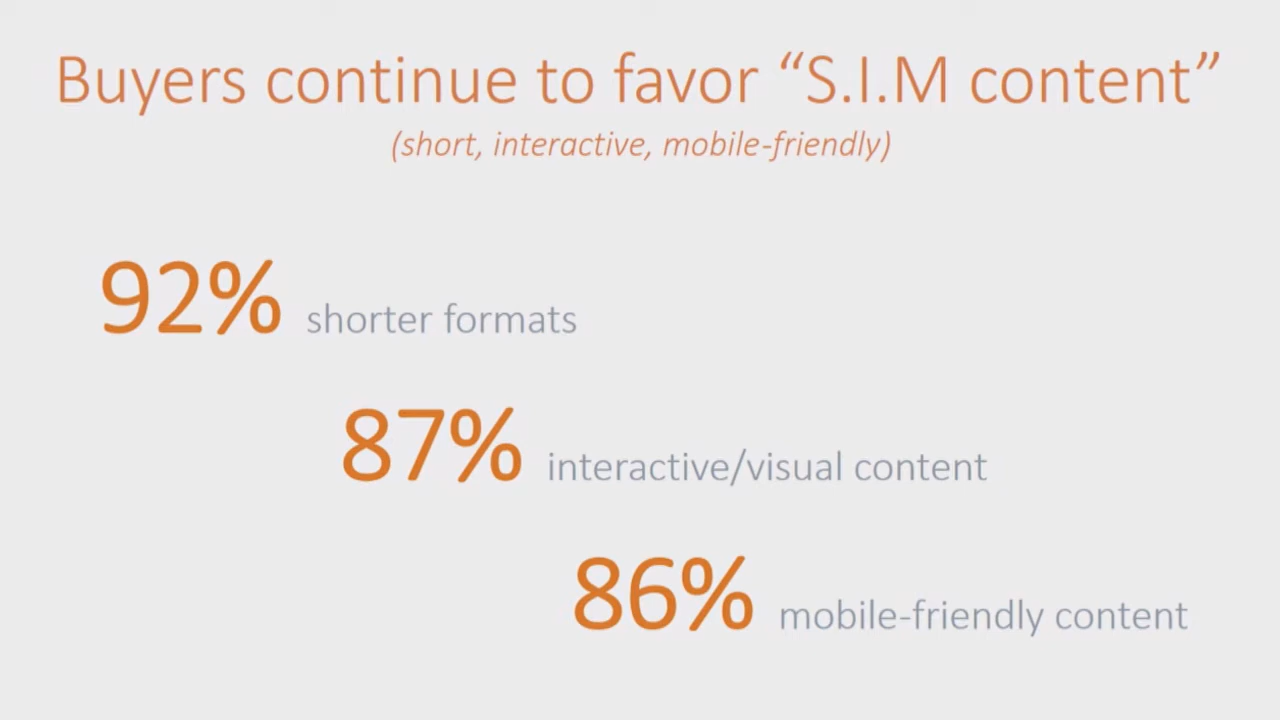 Buyers continue to favor “S.I.M content”
(short, interactive, mobile-friendly)
92% shorter formats
87% interactive/visual content
86% mobile-friendly content